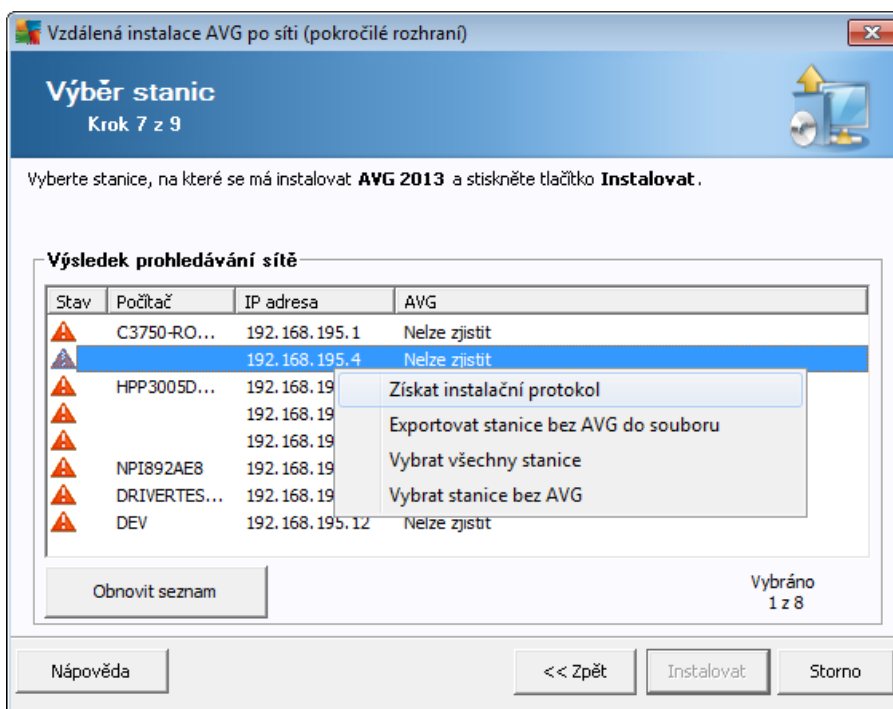 Vzdálená instalace AVG po síti (pokročilé rozhraní)
Výběr stanic
Krok 7 z 9
Vyberte stanice, na které se má instalovat AVG 2013 a stiskněte tlačítko Instalovat.
Výsledek prohledávání sítě
Stav Počítač IP adresa AVG
C3750-RO... 192.168.195.1 Nelze zjistit
192.168.195.4 Nelze zjistit
HPP3005D... 192.168.19
192.168.19
192.168.19
NPI892AE8 192.168.19
DRIVERTES... 192.168.19
DEV 192.168.195.12 Nelze zjistit
Získat instalační protokol
Exportovat stanice bez AVG do souboru
Vybrat všechny stanice
Vybrat stanice bez AVG
Obnovit seznam
Vybráno
1 z 8
Nápověda << Zpět Instalovat Storno